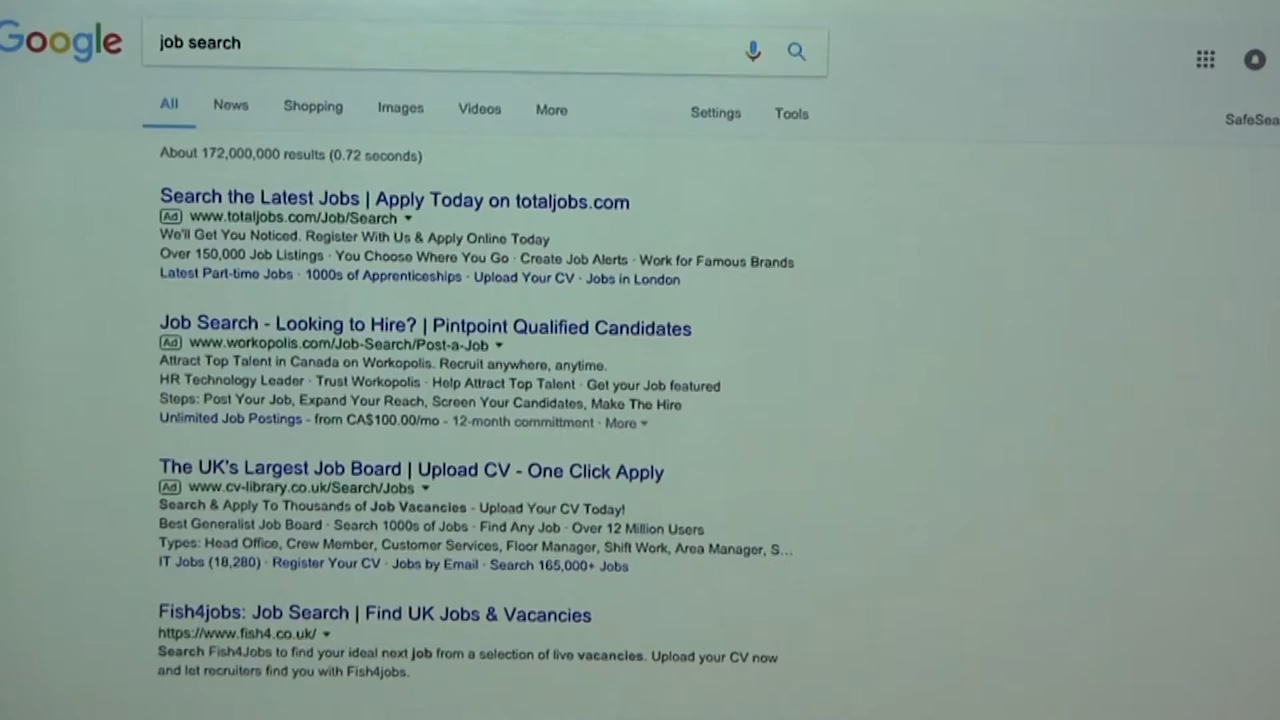 Google
job search
All News Shopping Images Videos More Settings Tools
SafeSea
About 172,000,000 results (0.72 seconds)
Search the Latest Jobs | Apply Today on totaljobs.com
Ad www.totaljobs.com/Job/Search
We'll Get You Noticed. Register With Us & Apply Online Today
Over 150,000 Job Listings · You Choose Where You Go · Create Job Alerts · Work for Famous Brands
Latest Part-time Jobs · 1000s of Apprenticeships · Upload Your CV · Jobs in London
Job Search - Looking to Hire? | Pintpoint Qualified Candidates
Ad www.workopolis.com/Job-Search/Post-a-Job
Attract Top Talent in Canada on Workopolis. Recruit anywhere, anytime.
HR Technology Leader · Trust Workopolis · Help Attract Top Talent · Get your Job featured
Steps: Post Your Job, Expand Your Reach, Screen Your Candidates, Make The Hire
Unlimited Job Postings - from CA$100.00/mo - 12-month committment · More
The UK's Largest Job Board | Upload CV - One Click Apply
Ad www.cv-library.co.uk/Search/Jobs
Search & Apply To Thousands of Job Vacancies - Upload Your CV Today!
Best Generalist Job Board · Search 1000s of Jobs · Find Any Job · Over 12 Million Users
Types: Head Office, Crew Member, Customer Services, Floor Manager, Shift Work, Area Manager, S...
IT Jobs (18,280) · Register Your CV · Jobs by Email · Search 165,000+ Jobs
Fish4jobs: Job Search | Find UK Jobs & Vacancies
https://www.fish4.co.uk/
Search Fish4Jobs to find your ideal next job from a selection of live vacancies. Upload your CV now
and let recruiters find you with Fish4jobs.